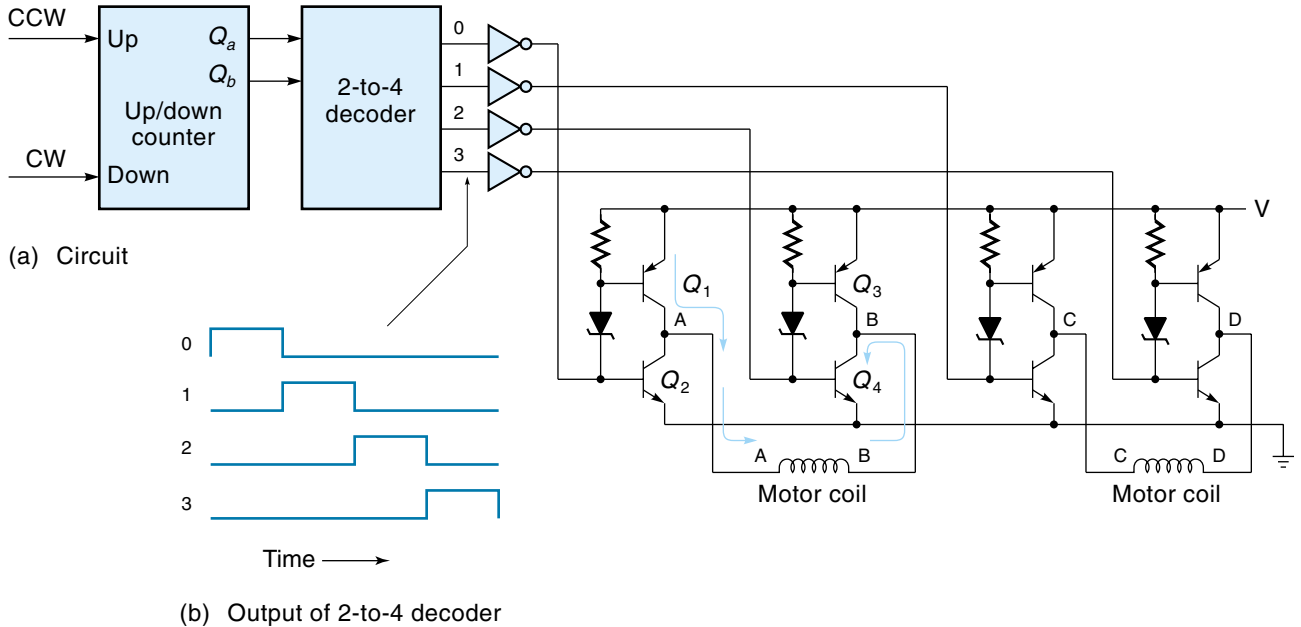 CCW
Up
Qa
Qb
Up/down
counter
CW
Down
2-to-4
decoder
0
1
2
3
V
(a) Circuit
Q1
Q3
A
B
C
D
Q2
Q4
A
B
C
D
Motor coil
Motor coil
0
1
2
3
Time
(b) Output of 2-to-4 decoder